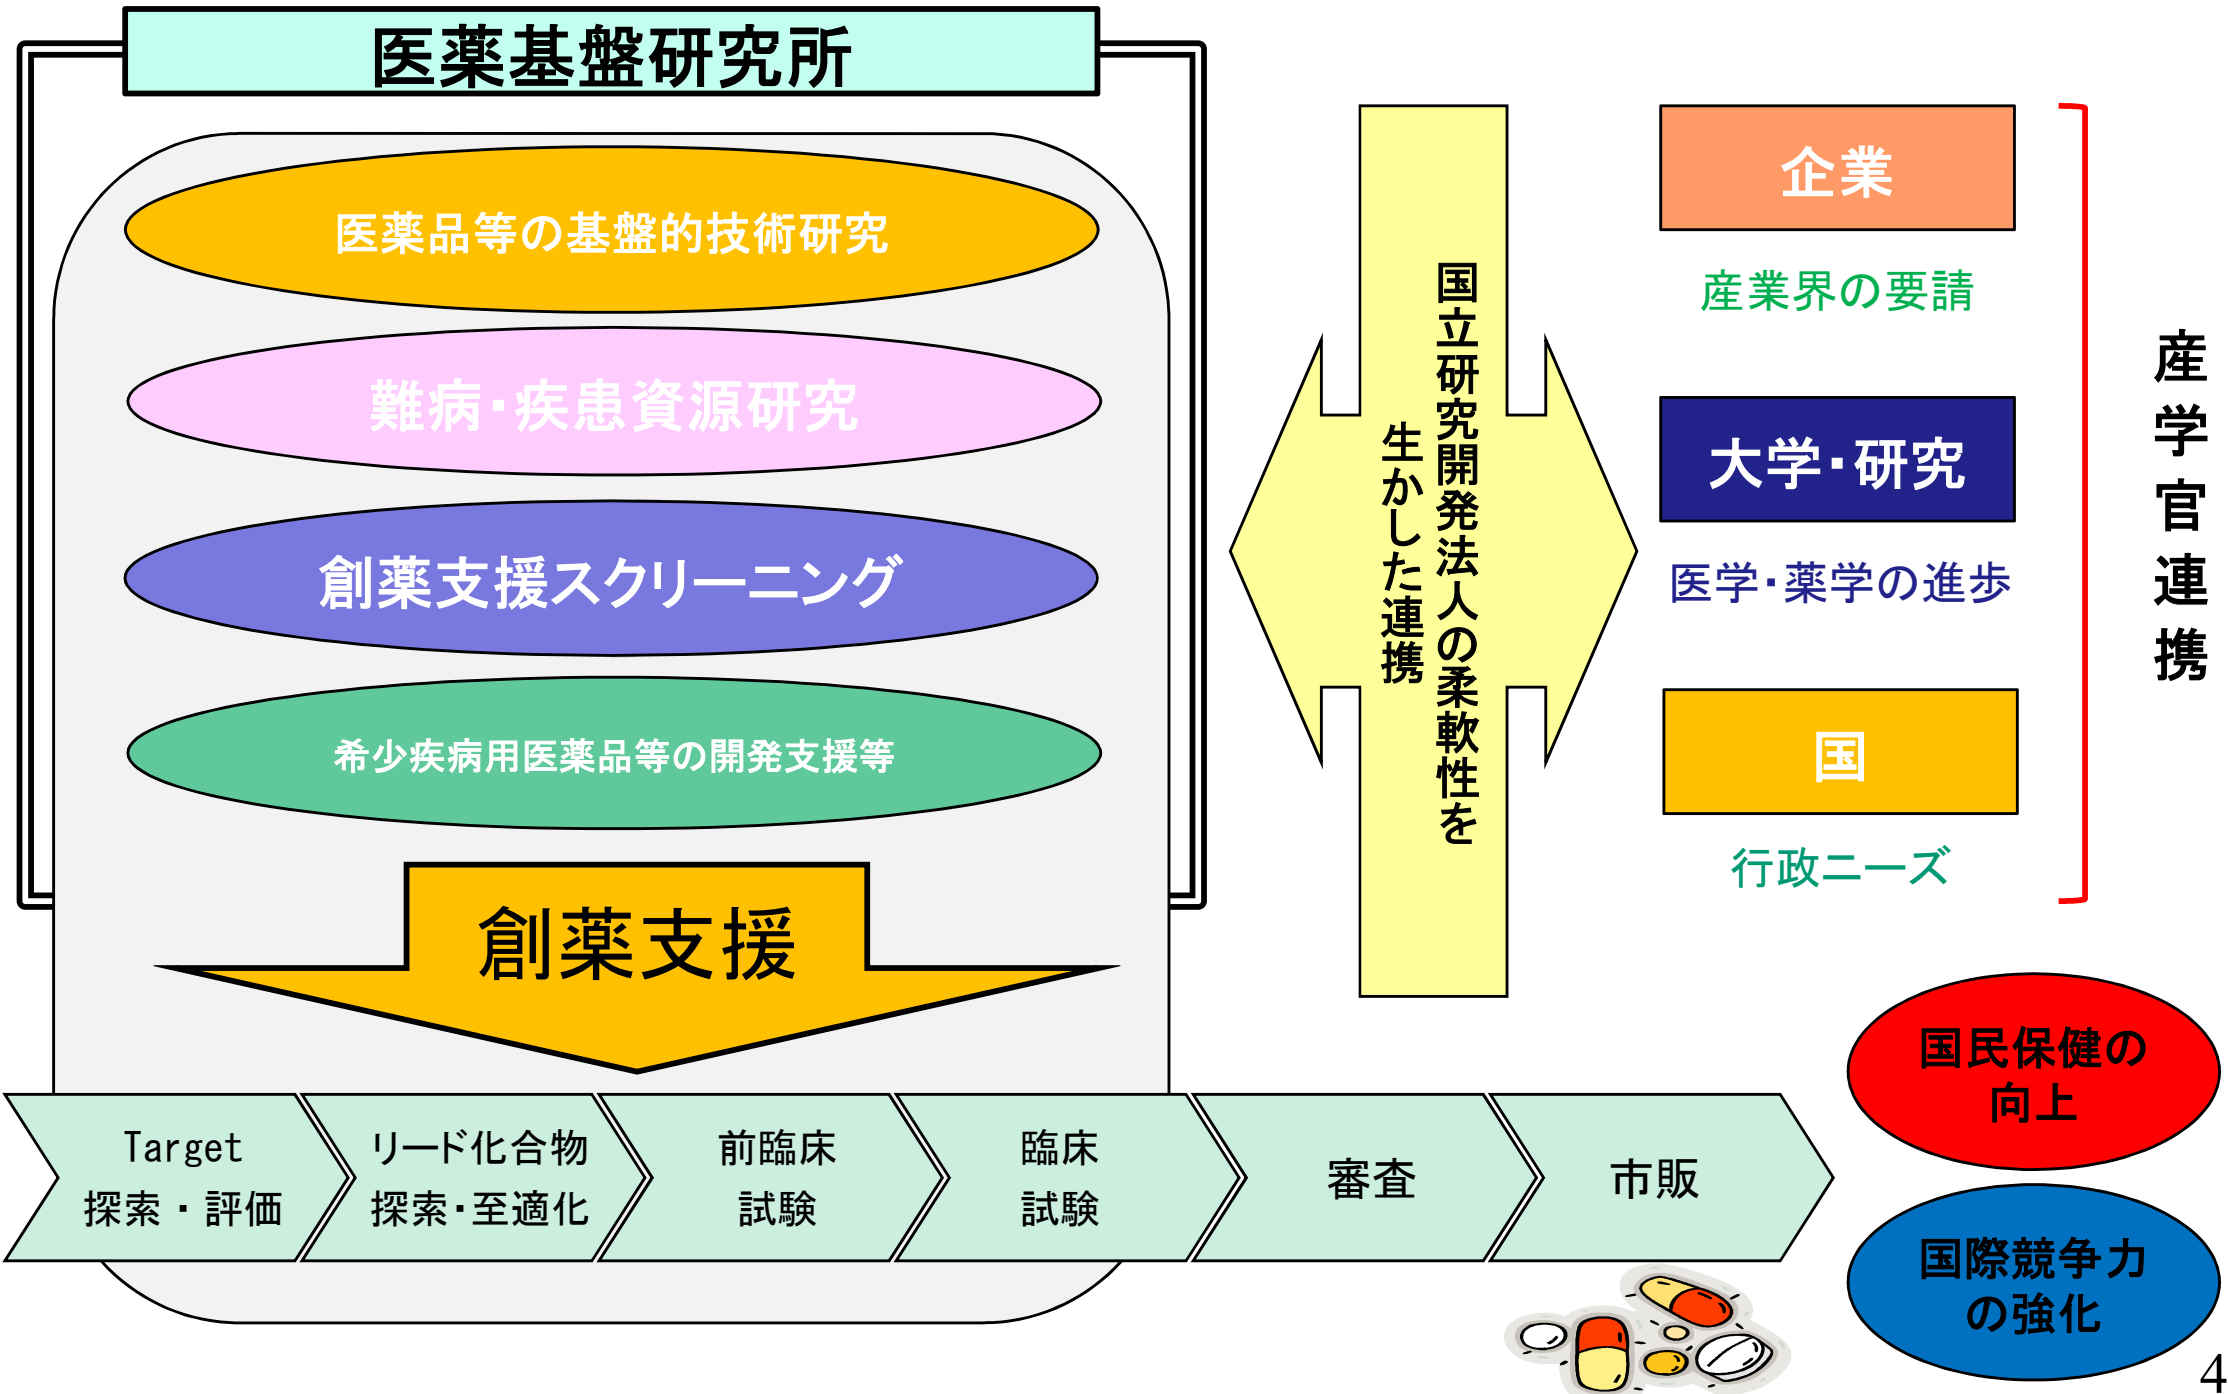 医薬基盤研究所
医薬品等の基盤的技術研究
難病・疾患資源研究
創薬支援スクリーニング
希少疾病用医薬品等の開発支援等
創薬支援
国立研究開発法人の柔軟性を
生かした連携
企業
産業界の要請
大学・研究
医学・薬学の進歩
国
行政ニーズ
産学官連携
Target
探索・評価
リード化合物
探索・至適化
前臨床
試験
臨床
試験
審査
市販
国民保健の
向上
国際競争力
の強化
4